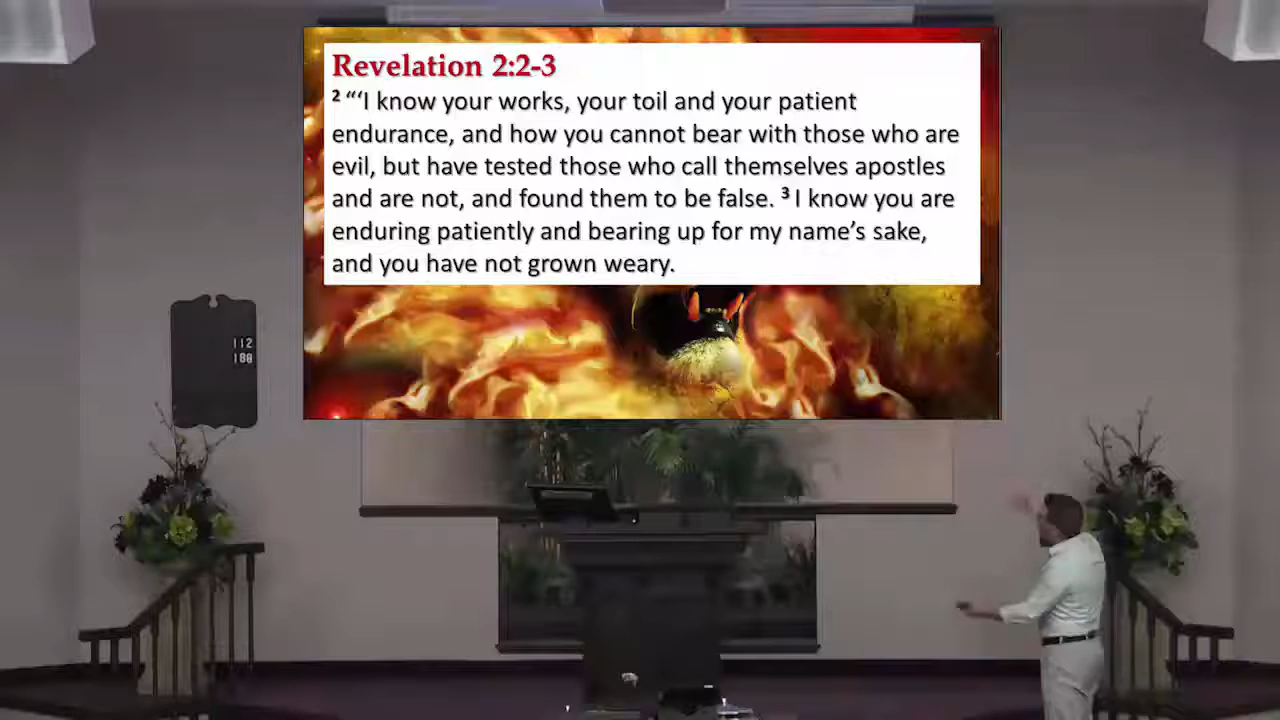 Revelation 2:2-3
2 “‘I know your works, your toil and your patient
endurance, and how you cannot bear with those who are
evil, but have tested those who call themselves apostles
and are not, and found them to be false. 3 I know you are
enduring patiently and bearing up for my name’s sake,
and you have not grown weary.
112
188